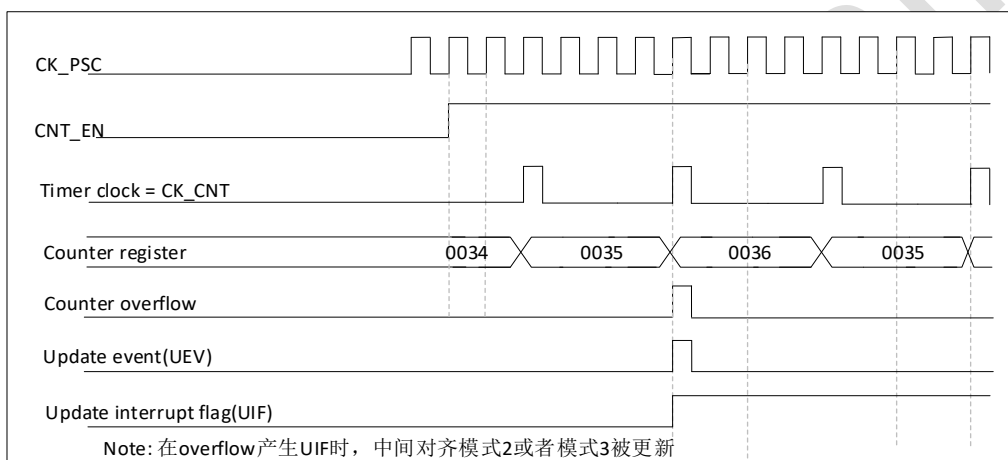 CK_PSC
CNT_EN
Timer clock = CK_CNT
Counter register 0034 0035 0036 0035
Counter overflow
Update event(UEV)
Update interrupt flag(UIF)
Note: 在overflow产生UIF时，中间对齐模式2或者模式3被更新